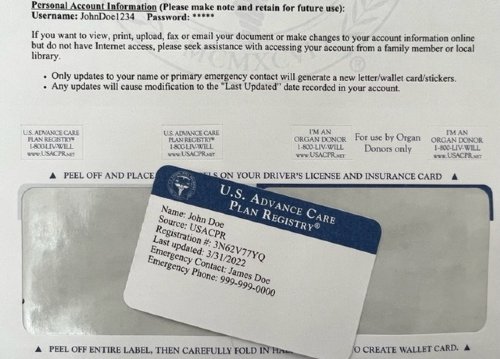 Personal Account Information (Please make note and retain for future use):
Username: JohnDoe1234 Password: *****
If you want to view, print, upload, fax or email your document or make changes to your account information online
but do not have Internet access, please seek assistance with accessing your account from a family member or local
library.
• Only updates to your name or primary emergency contact will generate a new letter/wallet card/stickers.
• Any updates will cause modification to the "Last Updated" date recorded in your account.
U.S. ADVANCE CARE
PLAN REGISTRY®
1-800-LIV-WILL
www.USACPR.NET
U.S. ADVANCE CARE
PLAN REGISTRY®
1-800-LIV-WILL
www.USACPR.NET
I'M AN
ORGAN DONOR
1-800-LIV-WILL
www.USACPR.NET
For use by Organ
Donors only
I'M AN
ORGAN DONOR
1-800-LIV-WILL
www.USACPR.NET
▲ PEEL OFF AND PLACE LS ON YOUR DRIVER'S LICENSE AND INSURANCE CARD ▲
U.S. ADVANCE CARE
PLAN REGISTRY®
Name: John Doe
Source: USACPR
Registration #: 3N62V77YQ
Last updated: 3/31/2022
Emergency Contact: James Doe
Emergency Phone: 999-999-0000
▲ PEEL OFF ENTIRE LABEL, THEN CAREFULLY FOLD IN TO CREATE WALLET CARD. ▲